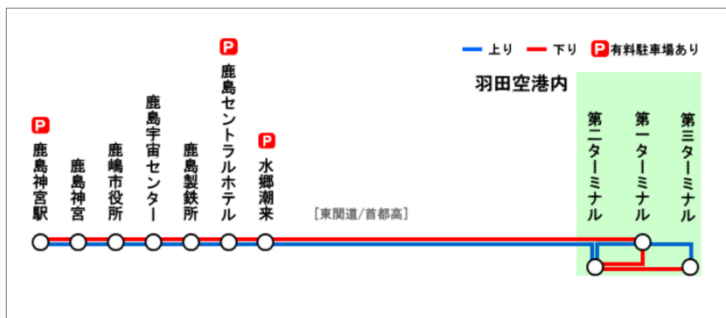 上り 下り P有料駐車場あり
羽田空港内
P
鹿島神宮駅
鹿島神宮
鹿嶋市役所
鹿島宇宙センター
鹿島製鉄所
P
鹿島セントラルホテル
P
水郷潮来
[東関道/首都高]
第二ターミナル
第一ターミナル
第三ターミナル